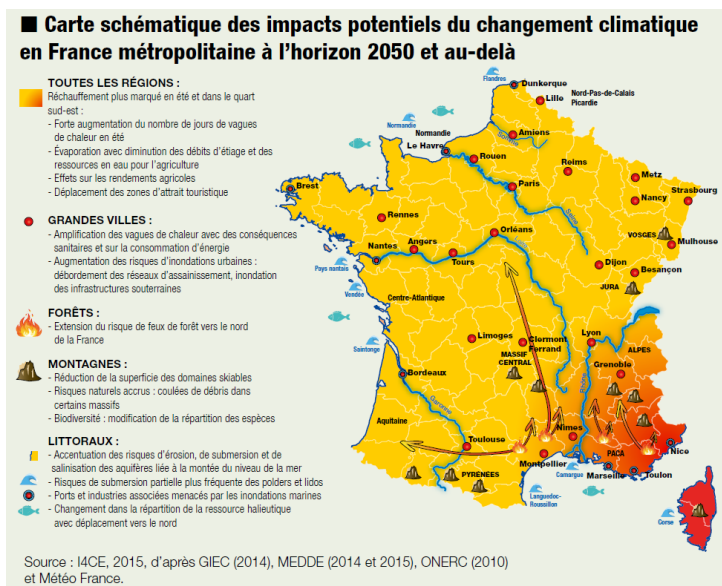 ■ Carte schématique des impacts potentiels du changement climatique
en France métropolitaine à l'horizon 2050 et au-delà
TOUTES LES RÉGIONS :
Réchauffement plus marqué en été et dans le quart
sud-est :
- Forte augmentation du nombre de jours de vagues
de chaleur en été
- Évaporation avec diminution des débits d'étiage et des
ressources en eau pour l'agriculture
- Effets sur les rendements agricoles
- Déplacement des zones d'attrait touristique
GRANDES VILLES :
- Amplification des vagues de chaleur avec des conséquences
sanitaires et sur la consommation d'énergie
- Augmentation des risques d'inondations urbaines :
débordement des réseaux d'assainissement, inondation
des infrastructures souterraines
FORÊTS :
- Extension du risque de feux de forêt vers le nord
de la France
MONTAGNES :
- Réduction de la superficie des domaines skiables
- Risques naturels accrus : coulées de débris dans
certains massifs
- Biodiversité : modification de la répartition des espèces
LITTORAUX :
- Accentuation des risques d'érosion, de submersion et de
salinisation des aquifères liée à la montée du niveau de la mer
- Risques de submersion partielle plus fréquente des polders et lidos
- Ports et industries associées menacés par les inondations marines
- Changement dans la répartition de la ressource halieutique
avec déplacement vers le nord
Flandres
Dunkerque
Lille
Nord-Pas-de-Calais
Picardie
Normandie
Normandie
Le Havre
Amiens
Somme
Rouen
Reims
Metz
Paris
Nancy
Strasbourg
Brest
Seine
Rennes
Orléans
VOSGES
Mulhouse
Angers
Nantes
Tours
Dijon
Besançon
Pays nantais
JURA
Vendée
Centre-Atlantique
Saintonge
Limoges
Clermont
Ferrand
Lyon
ALPES
MASSIF
CENTRAL
Grenoble
Bordeaux
Rhône
Garonne
Aquitaine
Toulouse
Nimes
PACA
Nice
Montpellier
Camargue
Marseille
Toulon
PYRÉNÉES
Languedoc-
Roussillon
Corse
Source : I4CE, 2015, d'après GIEC (2014), MEDDE (2014 et 2015), ONERC (2010)
et Météo France.